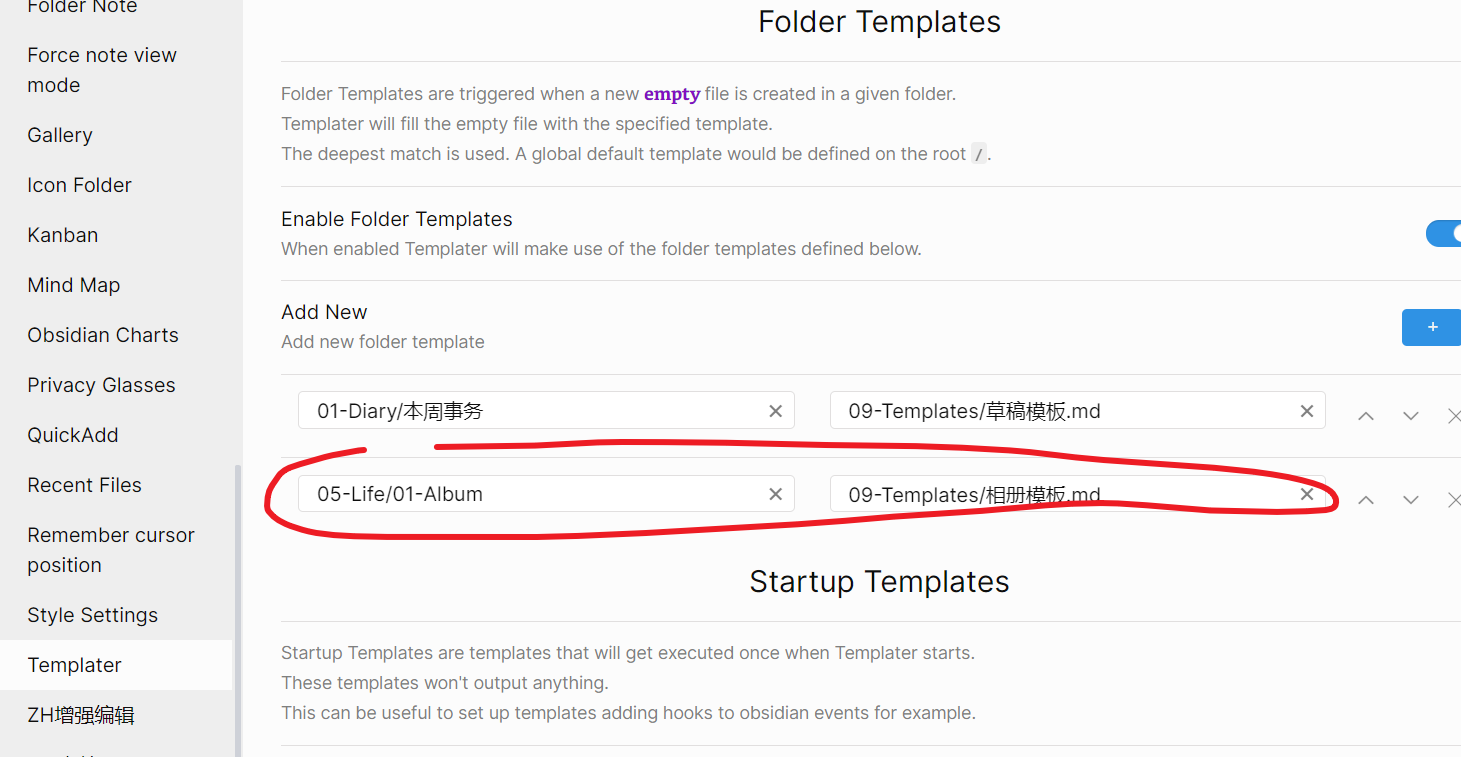 Folder Note
Force note view
mode
Gallery
Icon Folder
Kanban
Mind Map
Obsidian Charts
Privacy Glasses
QuickAdd
Recent Files
Remember cursor
position
Style Settings
Templater
ZH增强编辑
Folder Templates
Folder Templates are triggered when a new empty file is created in a given folder.
Templater will fill the empty file with the specified template.
The deepest match is used. A global default template would be defined on the root /.
Enable Folder Templates
When enabled Templater will make use of the folder templates defined below.
Add New
Add new folder template
01-Diary/本周事务
09-Templates/草稿模板.md
05-Life/01-Album
09-Templates/相册模板.md
Startup Templates
Startup Templates are templates that will get executed once when Templater starts.
These templates won't output anything.
This can be useful to set up templates adding hooks to obsidian events for example.